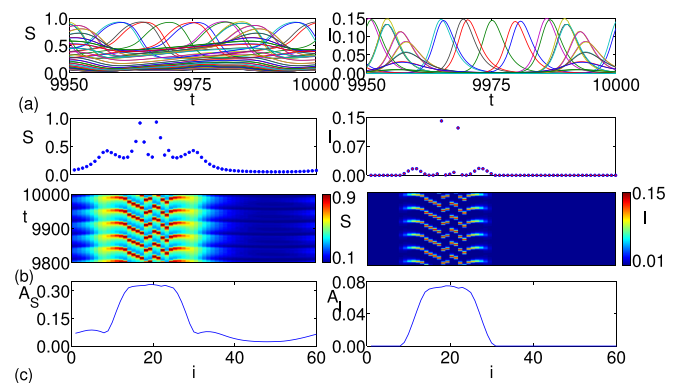 S 1.0 0.5 0.0 9950 9975 10000 t
I 0.15 0.10 0.05 0.00 9950 9975 10000 t
(a)
S 1.0 0.5 0.0
I 0.15 0.07 0.00
t 10000 9900 9800 0.9 S 0.1
0.15 I 0.01
(b)
A_S 0.30 0.15 0.00 0 20 40 60 i
A_I 0.08 0.04 0.00 0 20 40 60 i
(c)